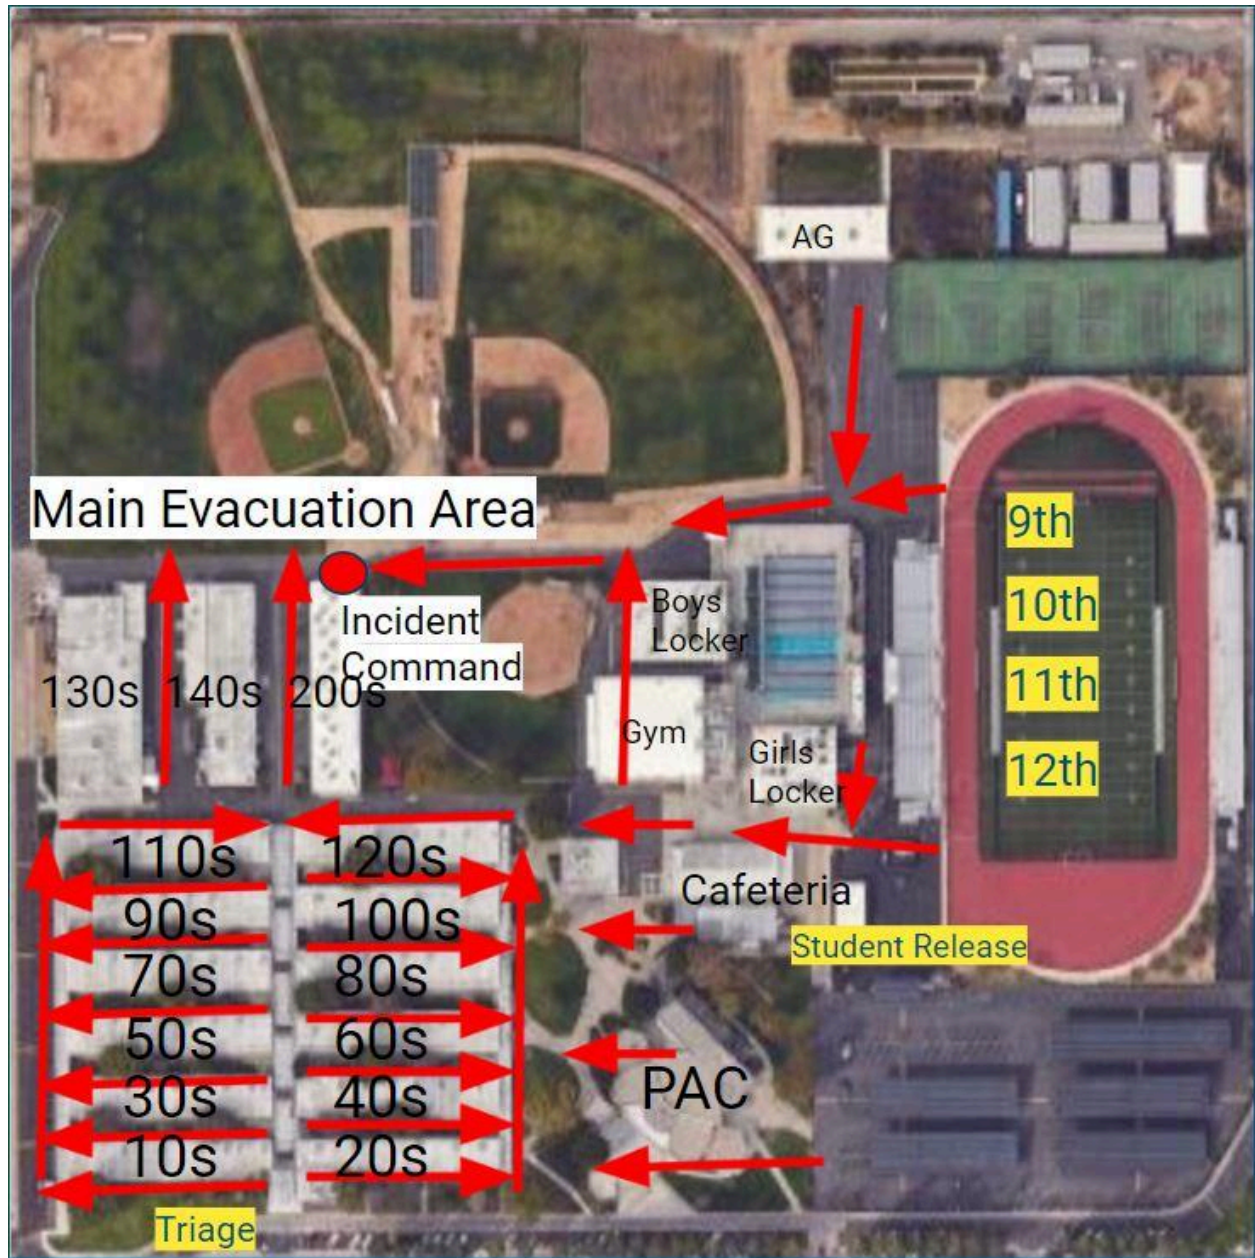 AG
Main Evacuation Area
9th
10th
11th
12th
Incident
Command
Boys
Locker
130s
140s
200s
Gym
Girls
Locker
110s
120s
90s
100s
Cafeteria
Student Release
70s
80s
50s
60s
30s
40s
PAC
10s
20s
Triage